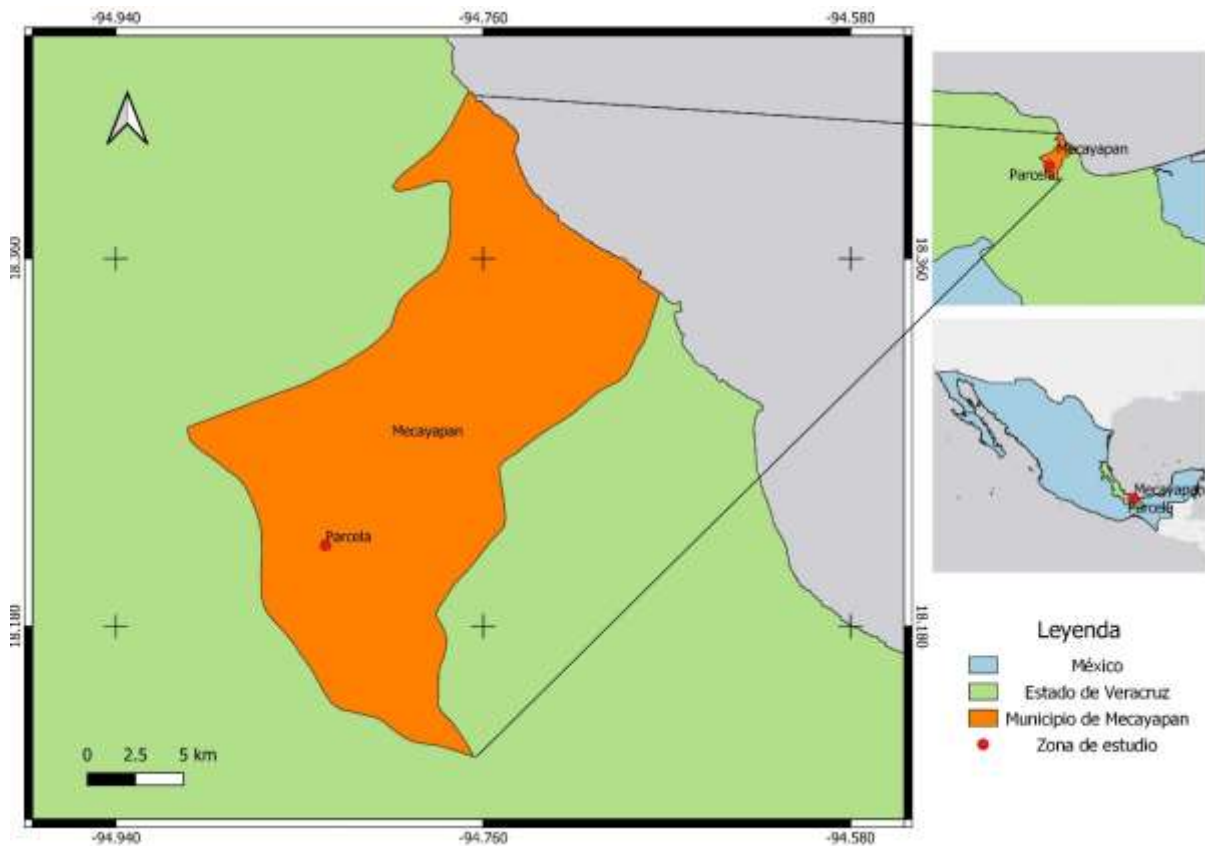 -94.940 -94.760 -94.580
18.360
18.360
Mecayapan
Parcela
18.180
18.180
0 2.5 5 km
-94.940 -94.760 -94.580
Mecayapan
Parcela
Mecayapan
Parcela
Leyenda
México
Estado de Veracruz
Municipio de Mecayapan
Zona de estudio